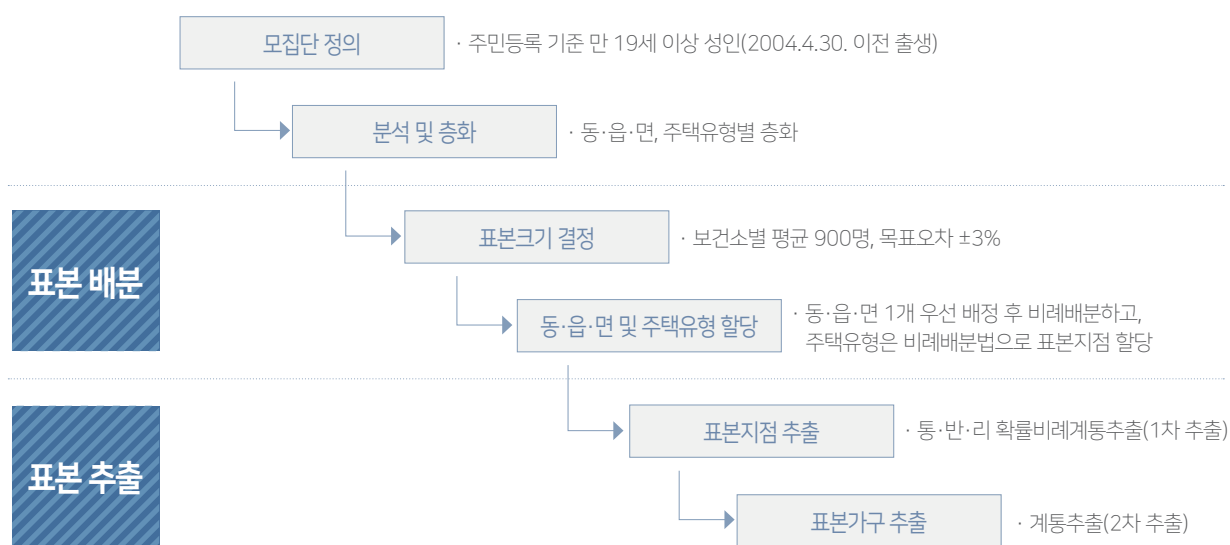 모집단 정의
· 주민등록 기준 만 19세 이상 성인(2004.4.30. 이전 출생)
분석 및 층화
· 동·읍·면, 주택유형별 층화
표본 배분
표본크기 결정
· 보건소별 평균 900명, 목표오차 ±3%
동·읍·면 및 주택유형 할당
· 동·읍·면 1개 우선 배정 후 비례배분하고,
주택유형은 비례배분법으로 표본지점 할당
표본 추출
표본지점 추출
· 통·반·리 확률비례계통추출(1차 추출)
표본가구 추출
· 계통추출(2차 추출)